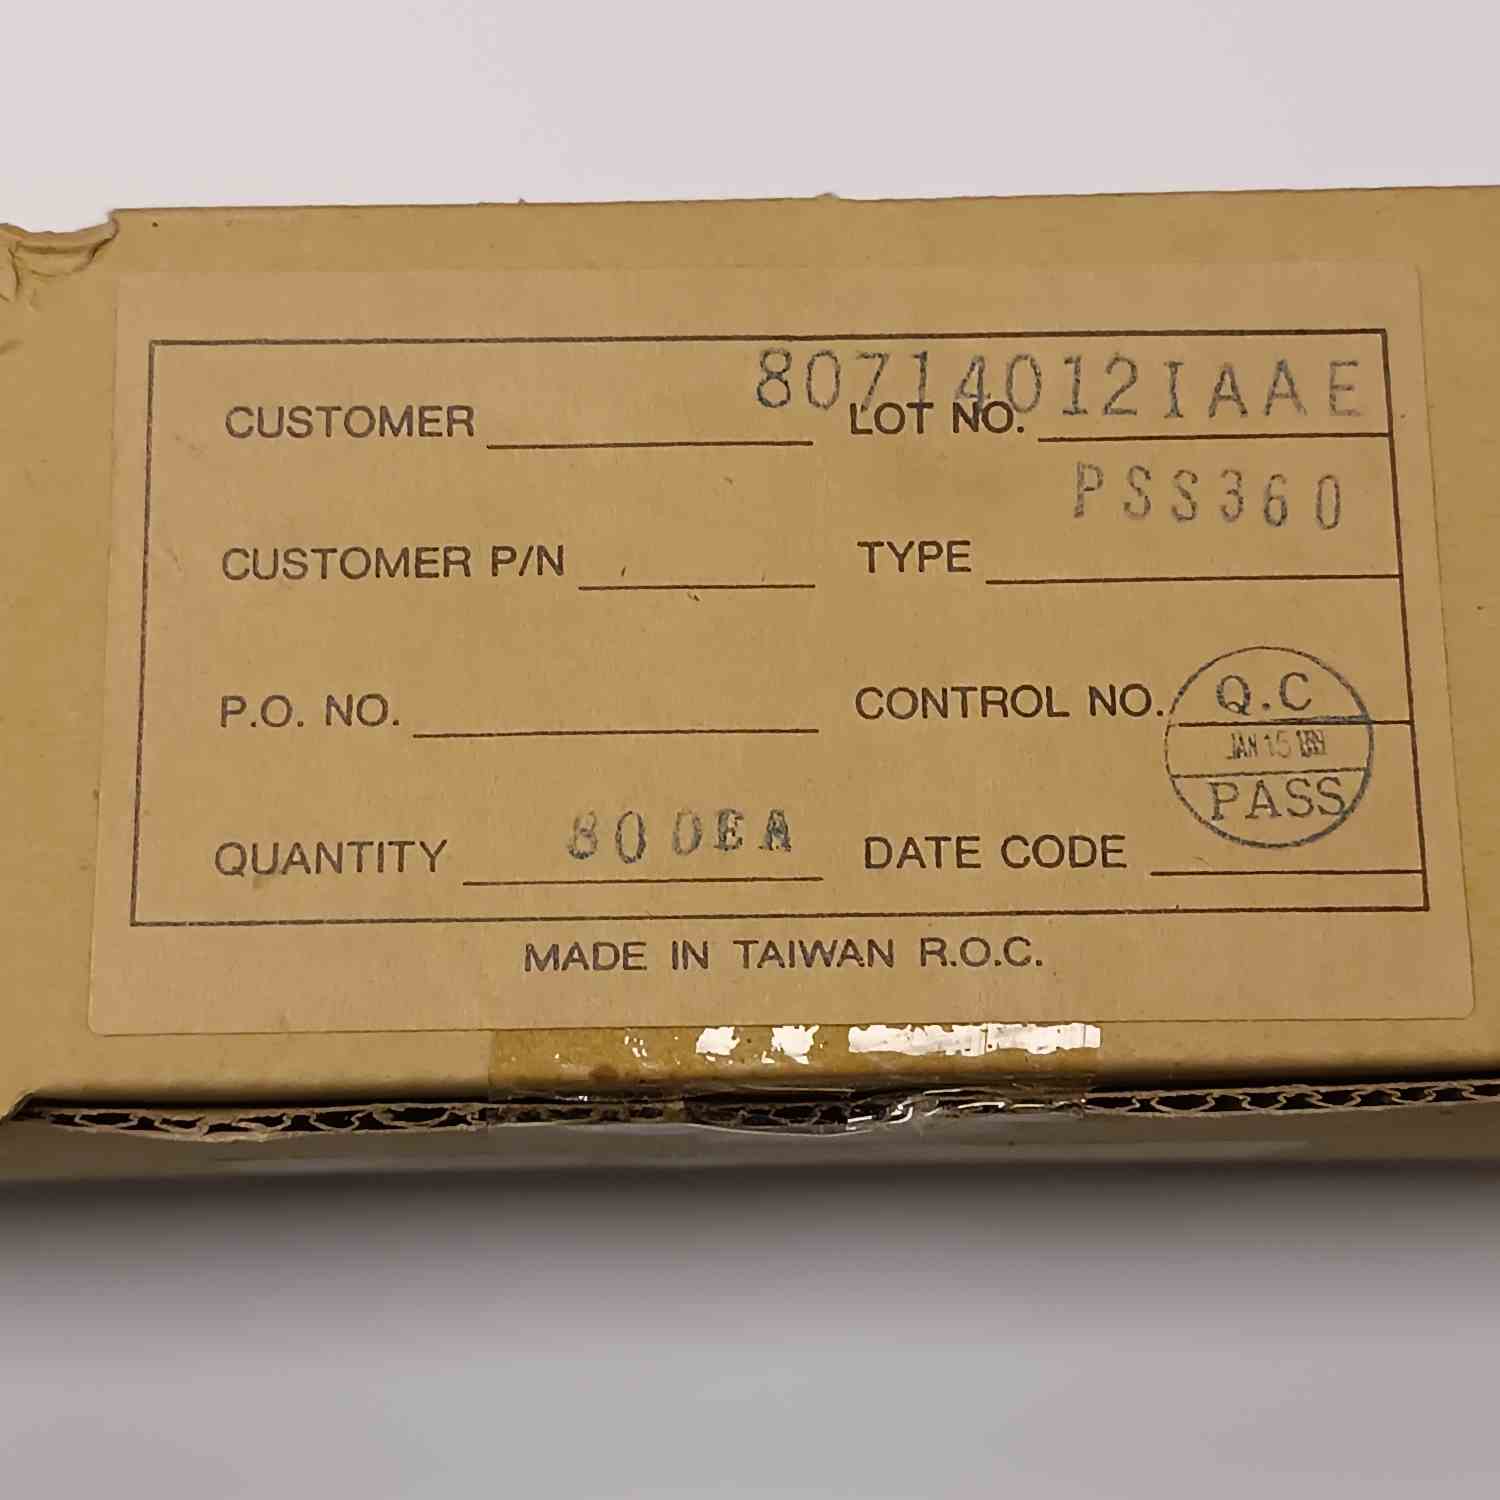 80714012IAAE
CUSTOMER LOT NO.
PSS360
CUSTOMER P/N TYPE
P.O. NO. CONTROL NO.
Q.C
JAN 15
PASS
QUANTITY 800EA DATE CODE
MADE IN TAIWAN R.O.C.